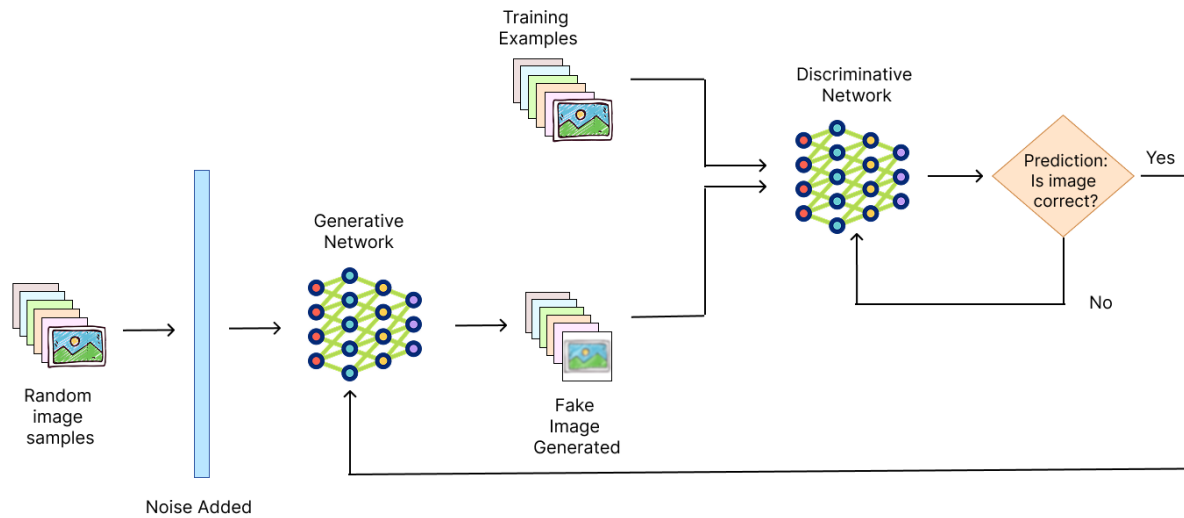 Training
Examples
Discriminative
Network
Prediction:
Is image
correct?
Yes
No
Generative
Network
Random
image
samples
Noise Added
Fake
Image
Generated